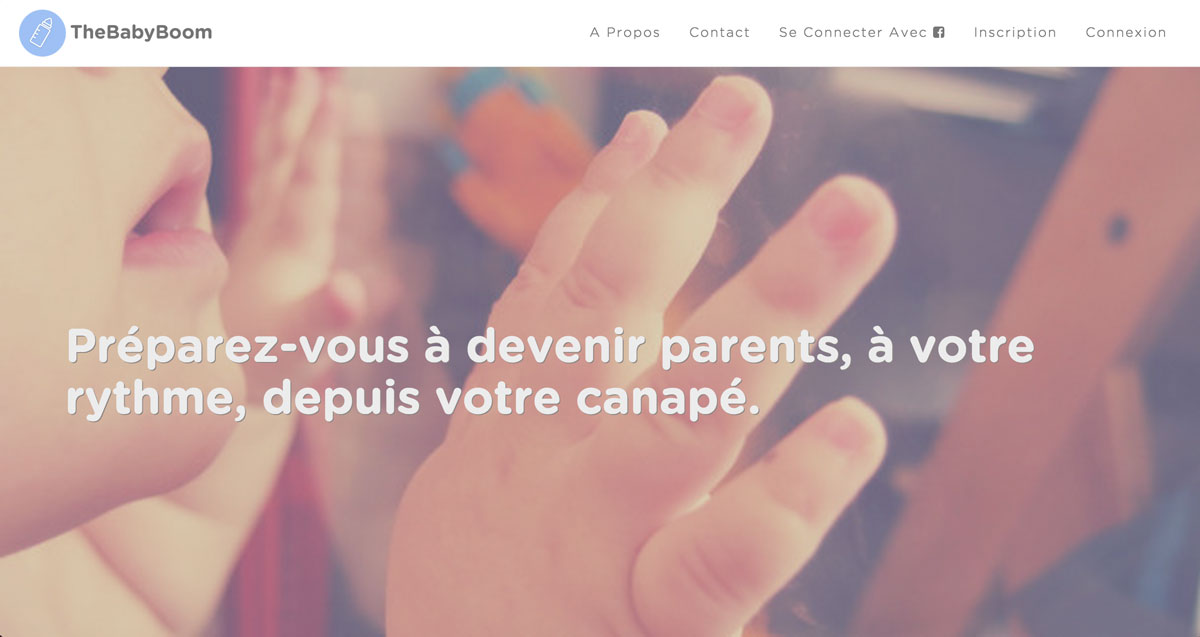 TheBabyBoom
A Propos Contact Se Connecter Avec Inscription Connexion
Préparez-vous à devenir parents, à votre
rythme, depuis votre canapé.